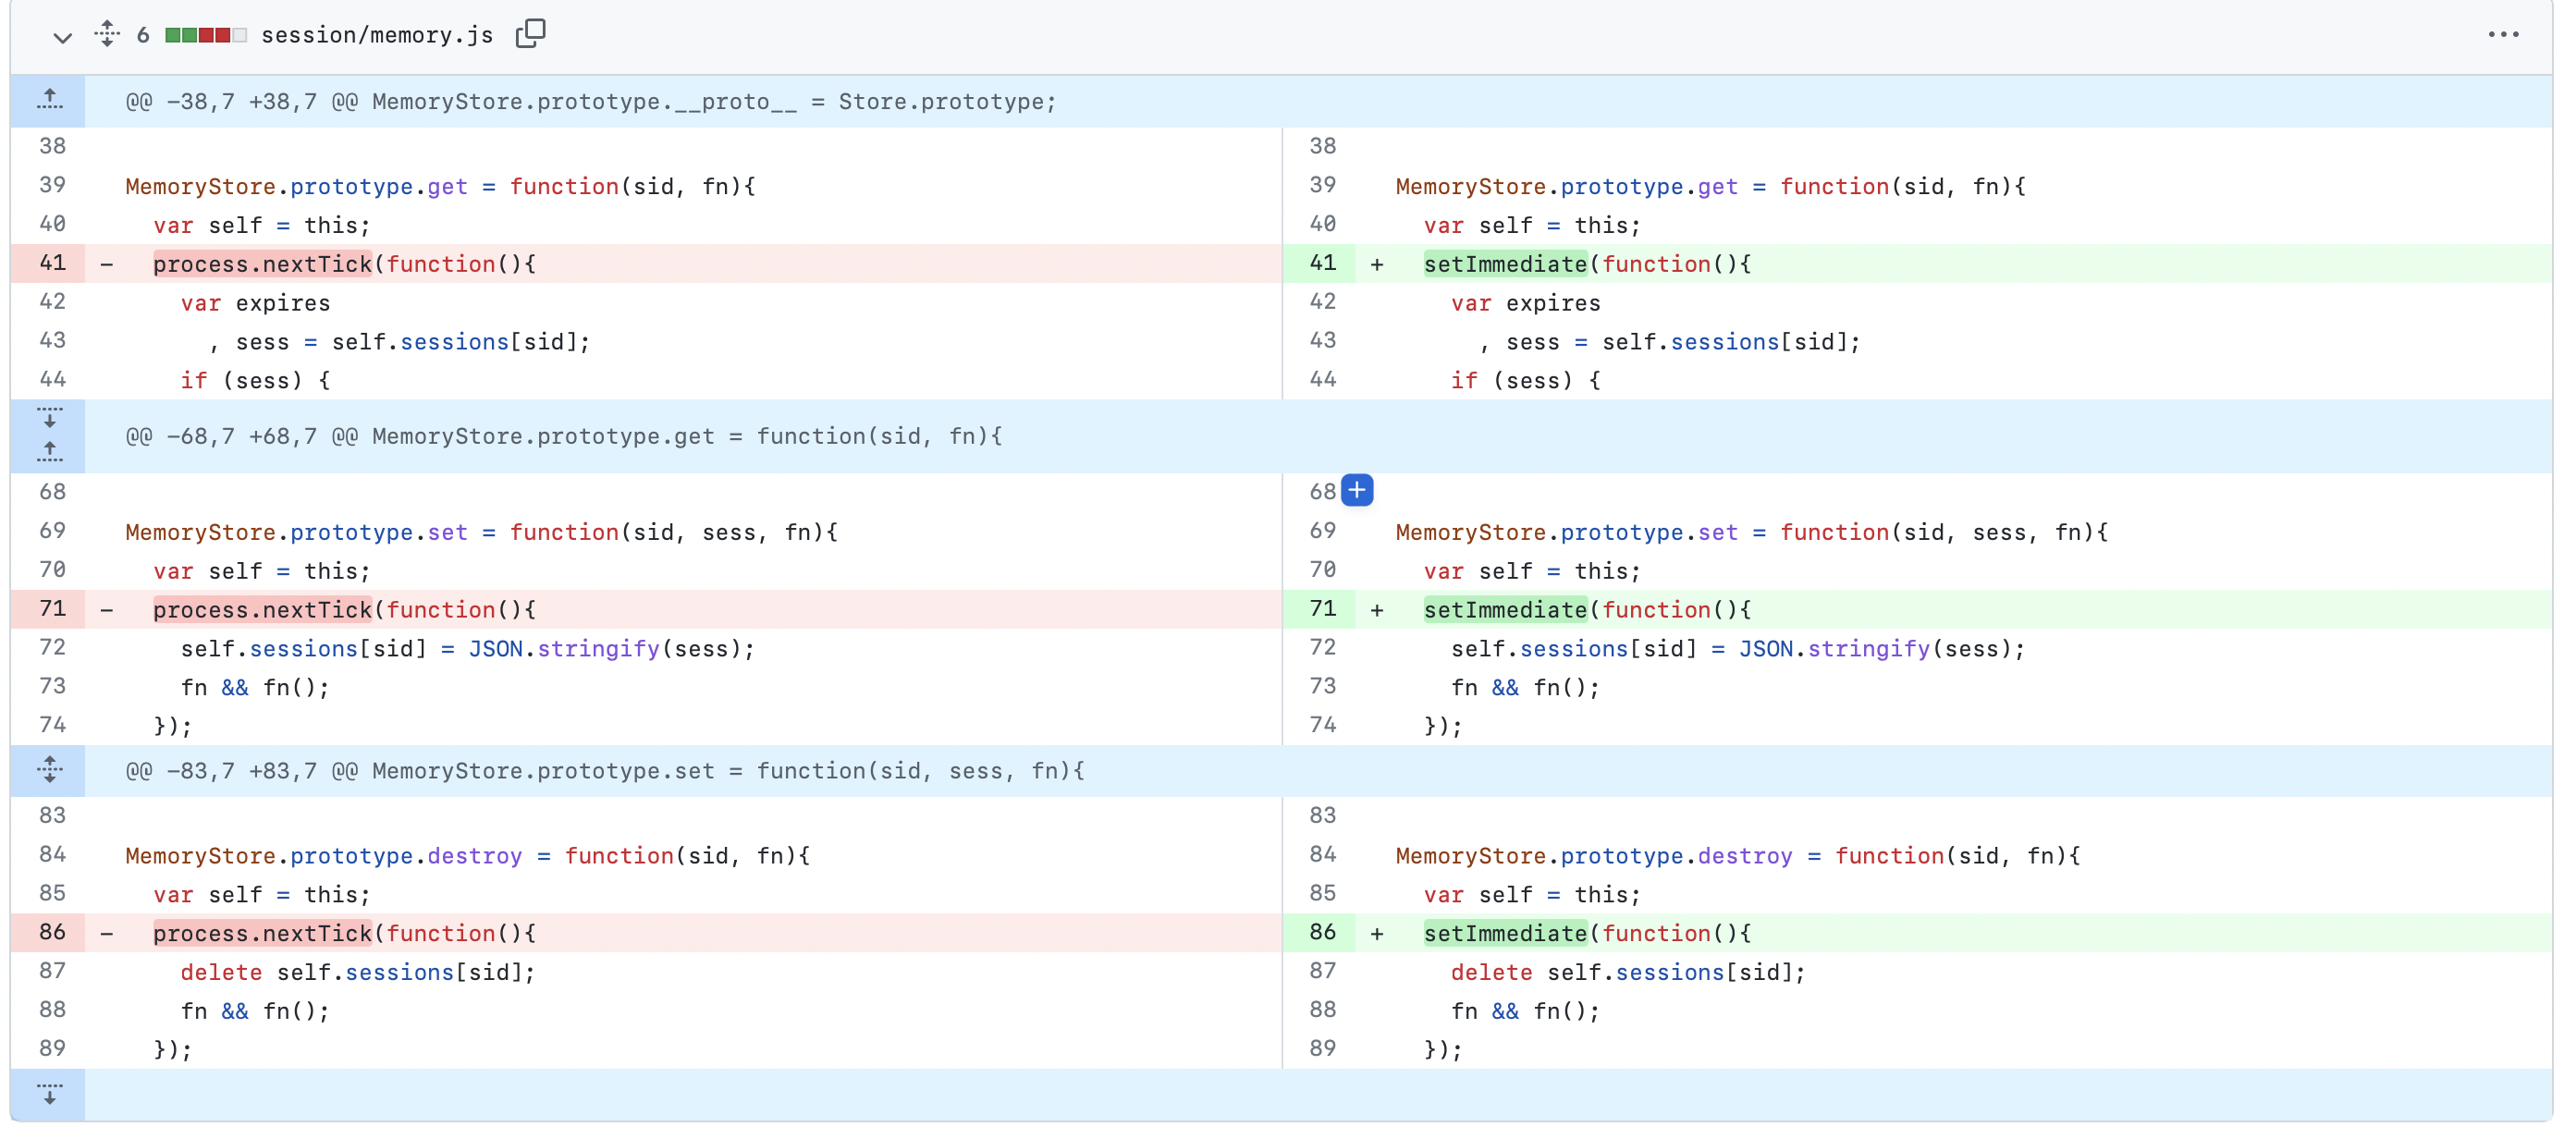 6 session/memory.js
@@ -38,7 +38,7 @@ MemoryStore.prototype.__proto__ = Store.prototype;
38
39 MemoryStore.prototype.get = function(sid, fn){
40   var self = this;
41 -   process.nextTick(function(){
42     var expires
43       , sess = self.sessions[sid];
44     if (sess) {
38
39 MemoryStore.prototype.get = function(sid, fn){
40   var self = this;
41 +   setImmediate(function(){
42     var expires
43       , sess = self.sessions[sid];
44     if (sess) {
@@ -68,7 +68,7 @@ MemoryStore.prototype.get = function(sid, fn){
68
69 MemoryStore.prototype.set = function(sid, sess, fn){
70   var self = this;
71 -   process.nextTick(function(){
72     self.sessions[sid] = JSON.stringify(sess);
73     fn && fn();
74   });
68 +
69 MemoryStore.prototype.set = function(sid, sess, fn){
70   var self = this;
71 +   setImmediate(function(){
72     self.sessions[sid] = JSON.stringify(sess);
73     fn && fn();
74   });
@@ -83,7 +83,7 @@ MemoryStore.prototype.set = function(sid, sess, fn){
83
84 MemoryStore.prototype.destroy = function(sid, fn){
85   var self = this;
86 -   process.nextTick(function(){
87     delete self.sessions[sid];
88     fn && fn();
89   });
83
84 MemoryStore.prototype.destroy = function(sid, fn){
85   var self = this;
86 +   setImmediate(function(){
87     delete self.sessions[sid];
88     fn && fn();
89   });